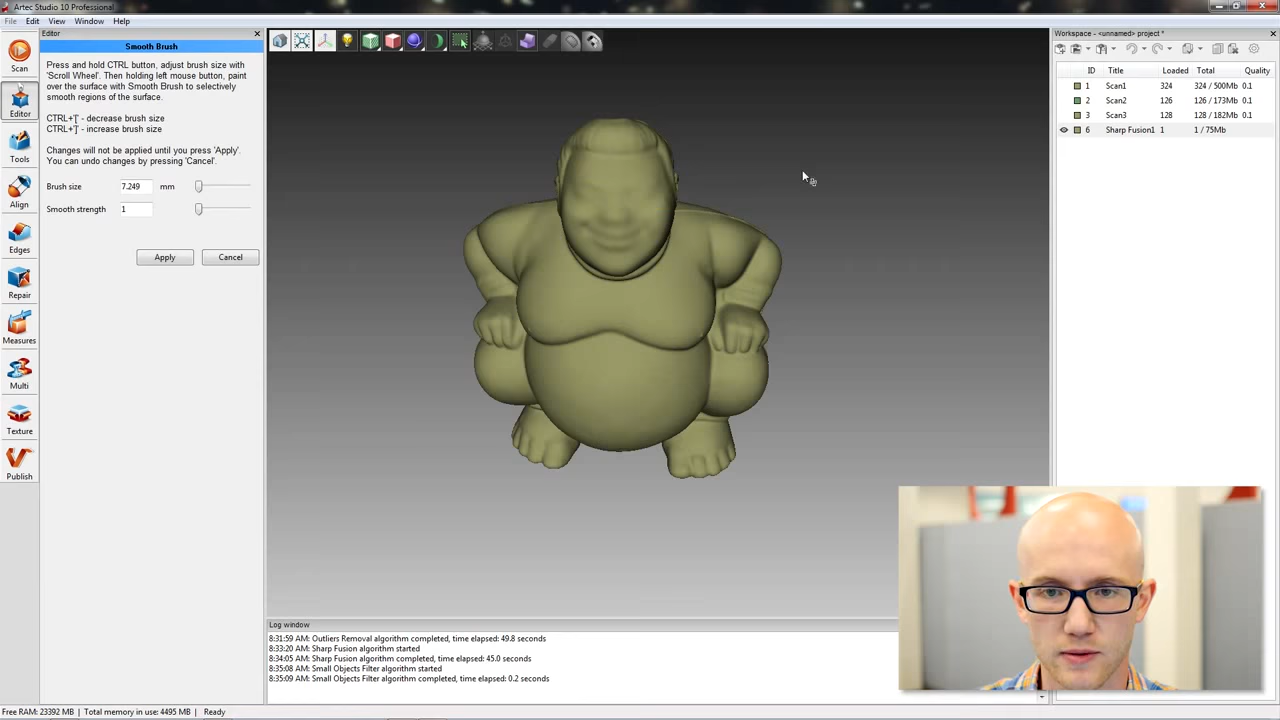 Artec Studio 10 Professional
File Edit View Window Help
Editor
Smooth Brush
Press and hold CTRL button, adjust brush size with
'Scroll Wheel'. Then holding left mouse button, paint
over the surface with Smooth Brush to selectively
smooth regions of the surface.
CTRL+'[' - decrease brush size
CTRL+']' - increase brush size
Changes will not be applied until you press 'Apply'.
You can undo changes by pressing 'Cancel'.
Brush size 7.249 mm
Smooth strength 1
Apply Cancel
Scan
Editor
Tools
Align
Edges
Repair
Measures
Multi
Texture
Publish
Workspace - <unnamed> project *
ID Title Loaded Total Quality
1 Scan1 324 324 / 500Mb 0.1
2 Scan2 126 126 / 173Mb 0.1
3 Scan3 128 128 / 182Mb 0.1
6 Sharp Fusion1 1 1 / 75Mb
Log window
8:31:59 AM: Outliers Removal algorithm completed, time elapsed: 49.8 seconds
8:33:20 AM: Sharp Fusion algorithm started
8:34:05 AM: Sharp Fusion algorithm completed, time elapsed: 45.0 seconds
8:35:08 AM: Small Objects Filter algorithm started
8:35:09 AM: Small Objects Filter algorithm completed, time elapsed: 0.2 seconds
Free RAM: 23392 MB | Total memory in use: 4495 MB | Ready